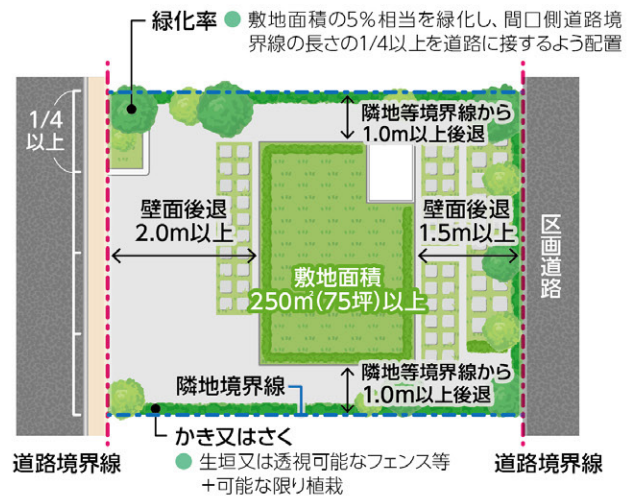 緑化率 ● 敷地面積の5%相当を緑化し、間口側道路境
界線の長さの1/4以上を道路に接するよう配置
1/4
以上
隣地等境界線から
1.0m以上後退
壁面後退
2.0m以上
壁面後退
1.5m以上
区画道路
敷地面積
250㎡(75坪)以上
隣地等境界線から
1.0m以上後退
隣地境界線
かき又はさく
道路境界線
● 生垣又は透視可能なフェンス等
+可能な限り植栽
道路境界線